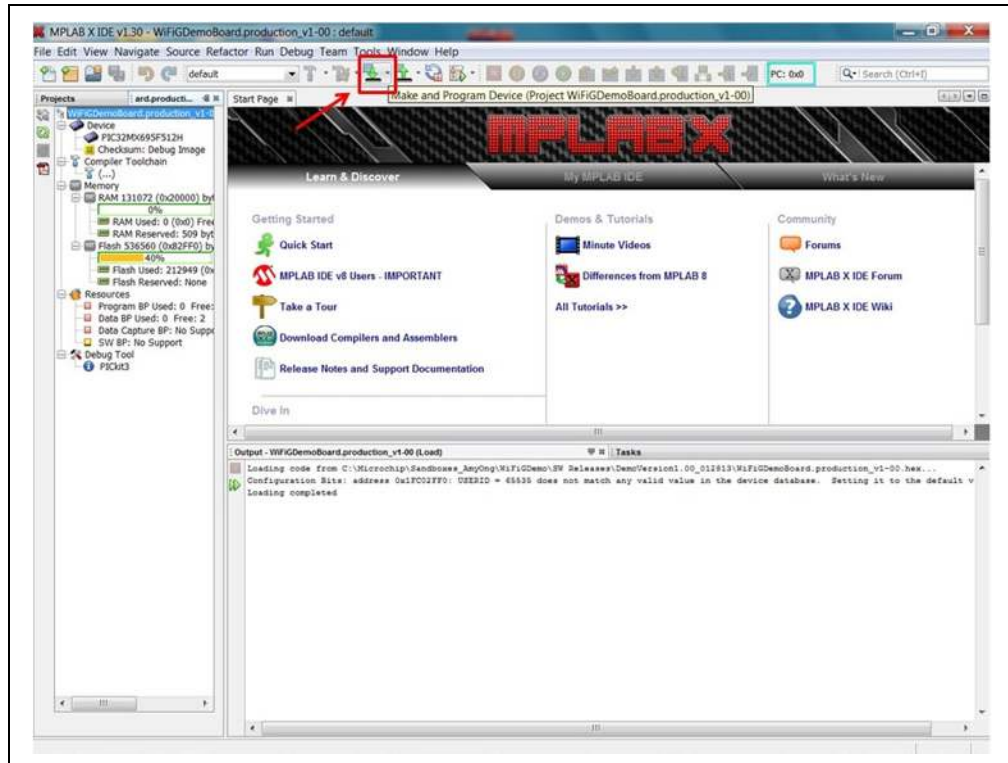 MPLAB X IDE v1.30 - WiFiGDemoBoard.production_v1-00 : default
File Edit View Navigate Source Refactor Run Debug Team Tools Window Help
default
PC: 0x0
Search (Ctrl+I)
Make and Program Device (Project WiFiGDemoBoard.production_v1-00)
Projects
ard.producti...
Start Page
WiFiGDemoBoard.production_v1-0
Device
PIC32MX695F512H
Checksum: Debug Image
Compiler Toolchain
(...)
Memory
RAM 131072 (0x20000) byt
0%
RAM Used: 0 (0x0) Free
RAM Reserved: 509 byt
Flash 536560 (0x82FF0) by
40%
Flash Used: 212949 (0x
Flash Reserved: None
Resources
Program BP Used: 0 Free:
Data BP Used: 0 Free: 2
Data Capture BP: No Suppo
SW BP: No Support
Debug Tool
PICkit3
MPLABX
Learn & Discover
My MPLAB IDE
What's New
Getting Started
Quick Start
MPLAB IDE v8 Users - IMPORTANT
Take a Tour
Download Compilers and Assemblers
Release Notes and Support Documentation
Dive In
Demos & Tutorials
Minute Videos
Differences from MPLAB 8
All Tutorials >>
Community
Forums
MPLAB X IDE Forum
MPLAB X IDE Wiki
Output - WiFiGDemoBoard.production_v1-00 (Load)
Tasks
Loading code from C:\Microchip\Sandboxes_AmyOng\WiFiGDemo\SW Releases\DemoVersion1.00_012813\WiFiGDemoBoard.production_v1-00.hex...
Configuration Bits: address 0x1FC02FF0: USERID = 65535 does not match any valid value in the device database. Setting it to the default v
Loading completed